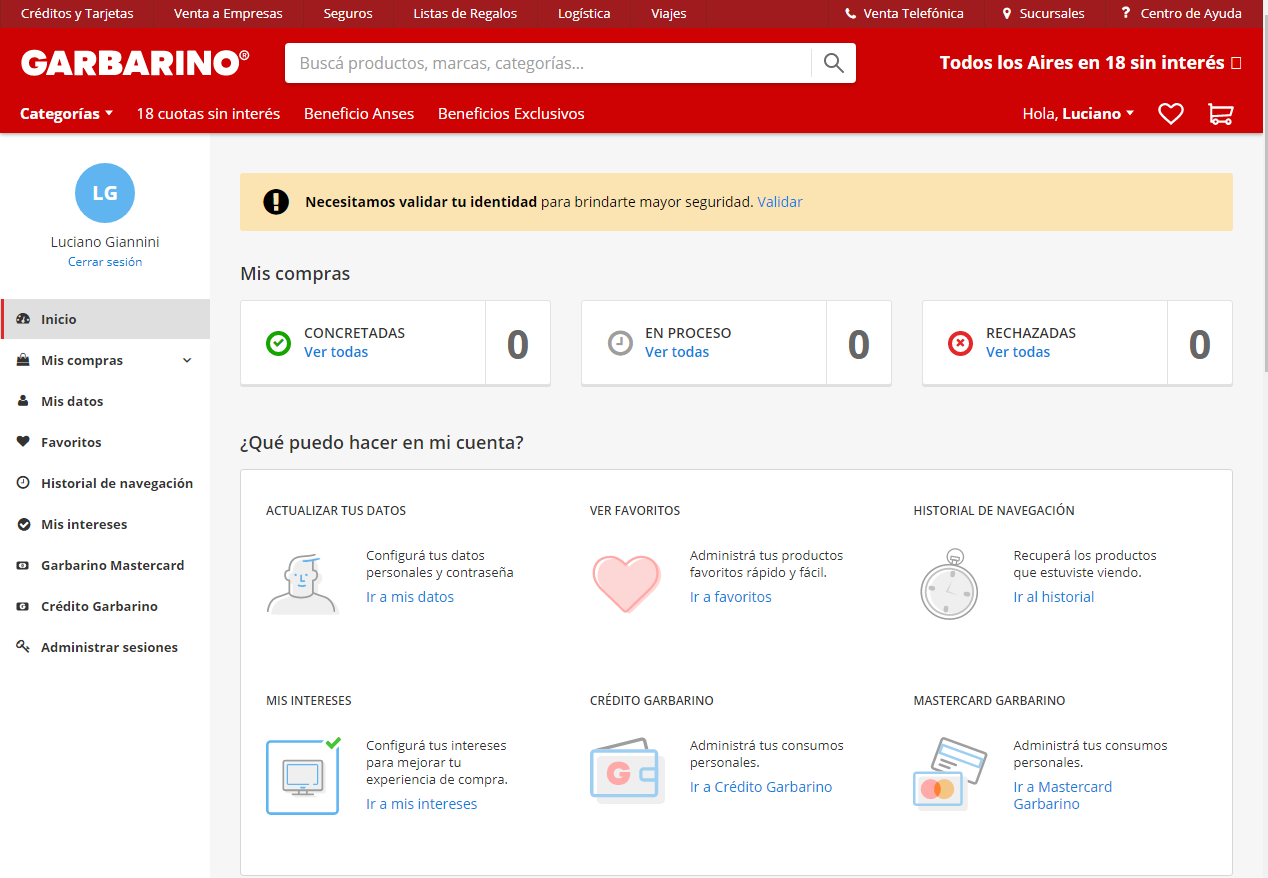 Créditos y Tarjetas Venta a Empresas Seguros Listas de Regalos Logística Viajes Venta Telefónica Sucursales ? Centro de Ayuda
GARBARINO®
Buscá productos, marcas, categorías...
Todos los Aires en 18 sin interés
Categorías 18 cuotas sin interés Beneficio Anses Beneficios Exclusivos
Hola, Luciano
LG
Luciano Giannini
Cerrar sesión
Inicio
Mis compras
Mis datos
Favoritos
Historial de navegación
Mis intereses
Garbarino Mastercard
Crédito Garbarino
Administrar sesiones
Necesitamos validar tu identidad para brindarte mayor seguridad. Validar
Mis compras
CONCRETADAS
Ver todas
0
EN PROCESO
Ver todas
0
RECHAZADAS
Ver todas
0
¿Qué puedo hacer en mi cuenta?
ACTUALIZAR TUS DATOS
Configurá tus datos
personales y contraseña
Ir a mis datos
VER FAVORITOS
Administrá tus productos
favoritos rápido y fácil.
Ir a favoritos
HISTORIAL DE NAVEGACIÓN
Recuperá los productos
que estuviste viendo.
Ir al historial
MIS INTERESES
Configurá tus intereses
para mejorar tu
experiencia de compra.
Ir a mis intereses
CRÉDITO GARBARINO
G
Administrá tus consumos
personales.
Ir a Crédito Garbarino
MASTERCARD GARBARINO
Administrá tus consumos
personales.
Ir a Mastercard
Garbarino